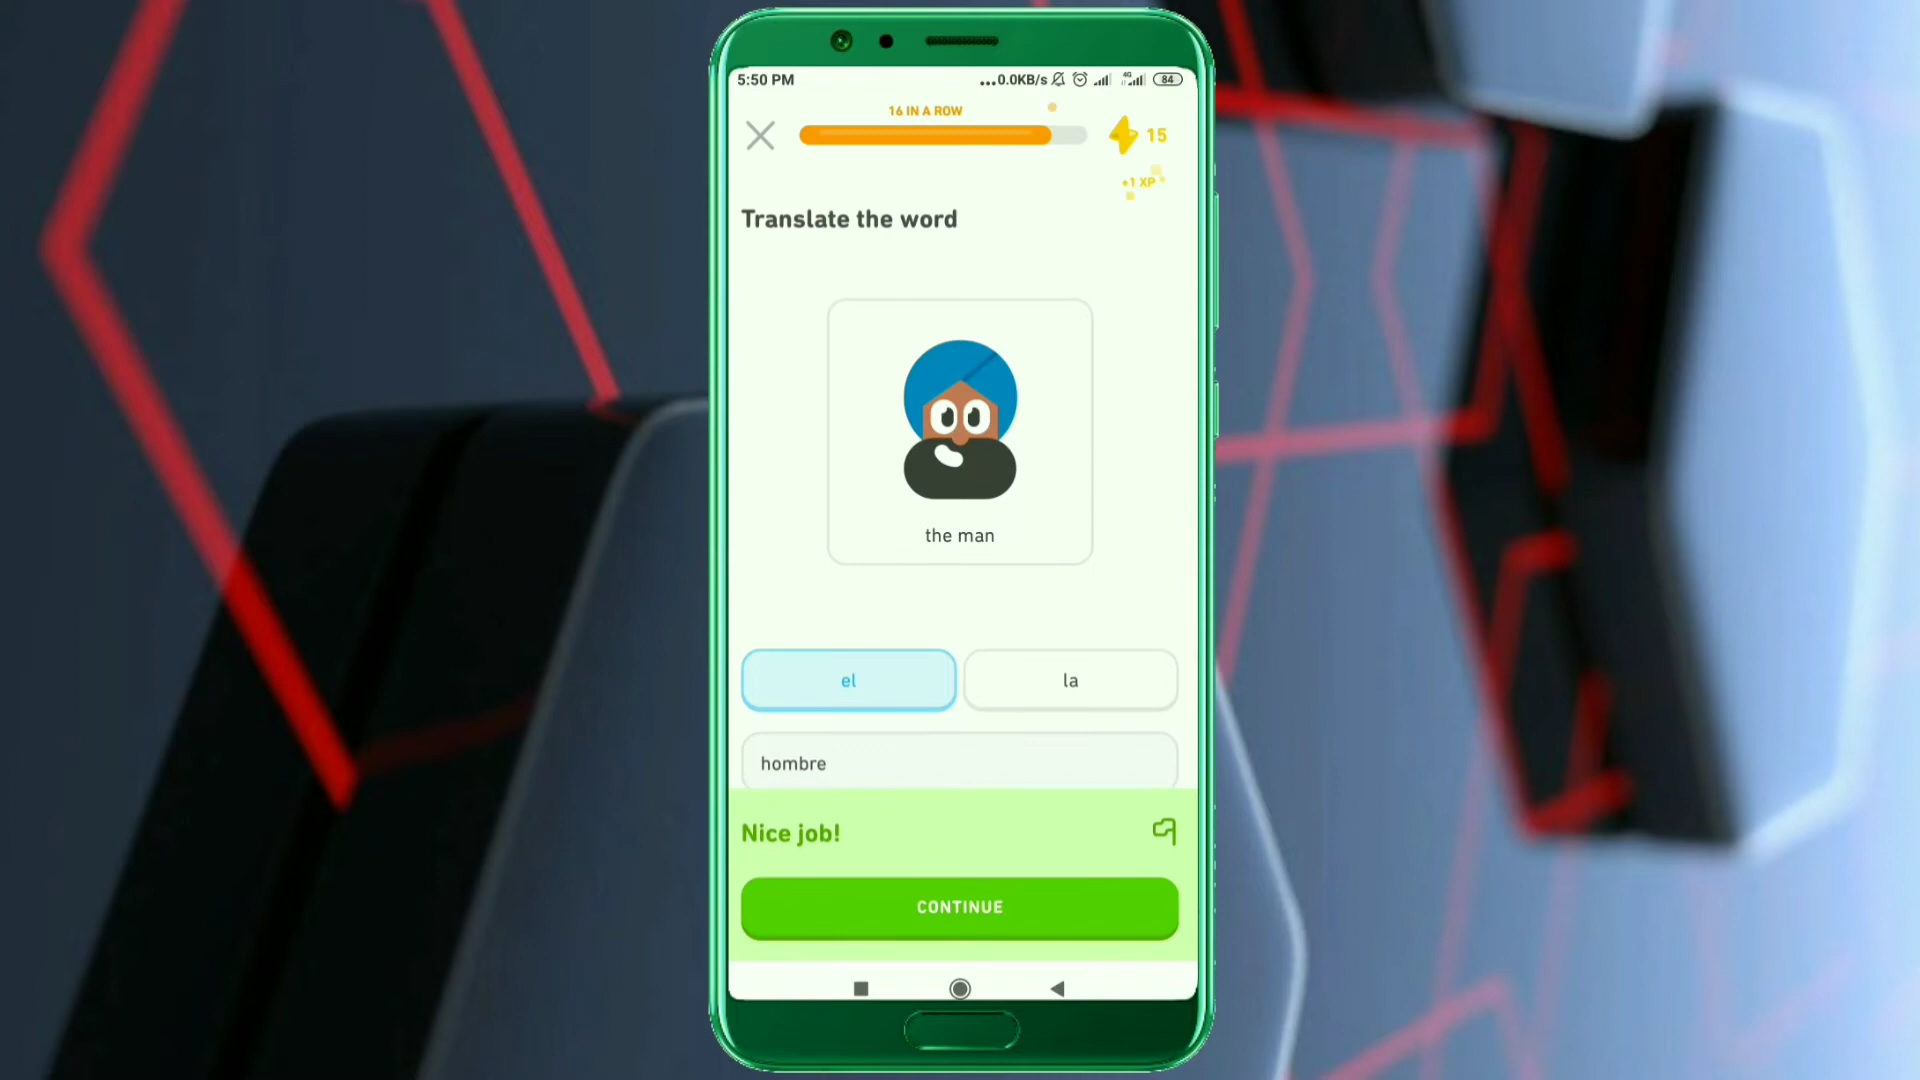 5:50 PM
...0.0KB/s 4G 84
16 IN A ROW
15
+1 XP
Translate the word
the man
el
la
hombre
Nice job!
CONTINUE